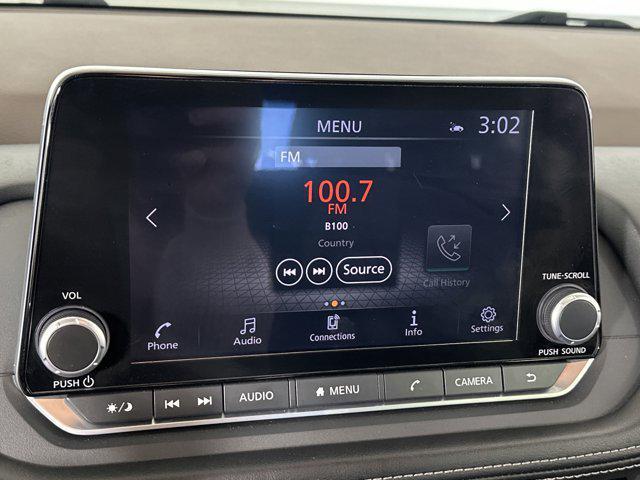 MENU
3:02
FM
100.7
FM
B100
Country
Source
Call History
Phone
Audio
Connections
Info
Settings
VOL
PUSH
TUNE-SCROLL
PUSH SOUND
AUDIO
MENU
CAMERA